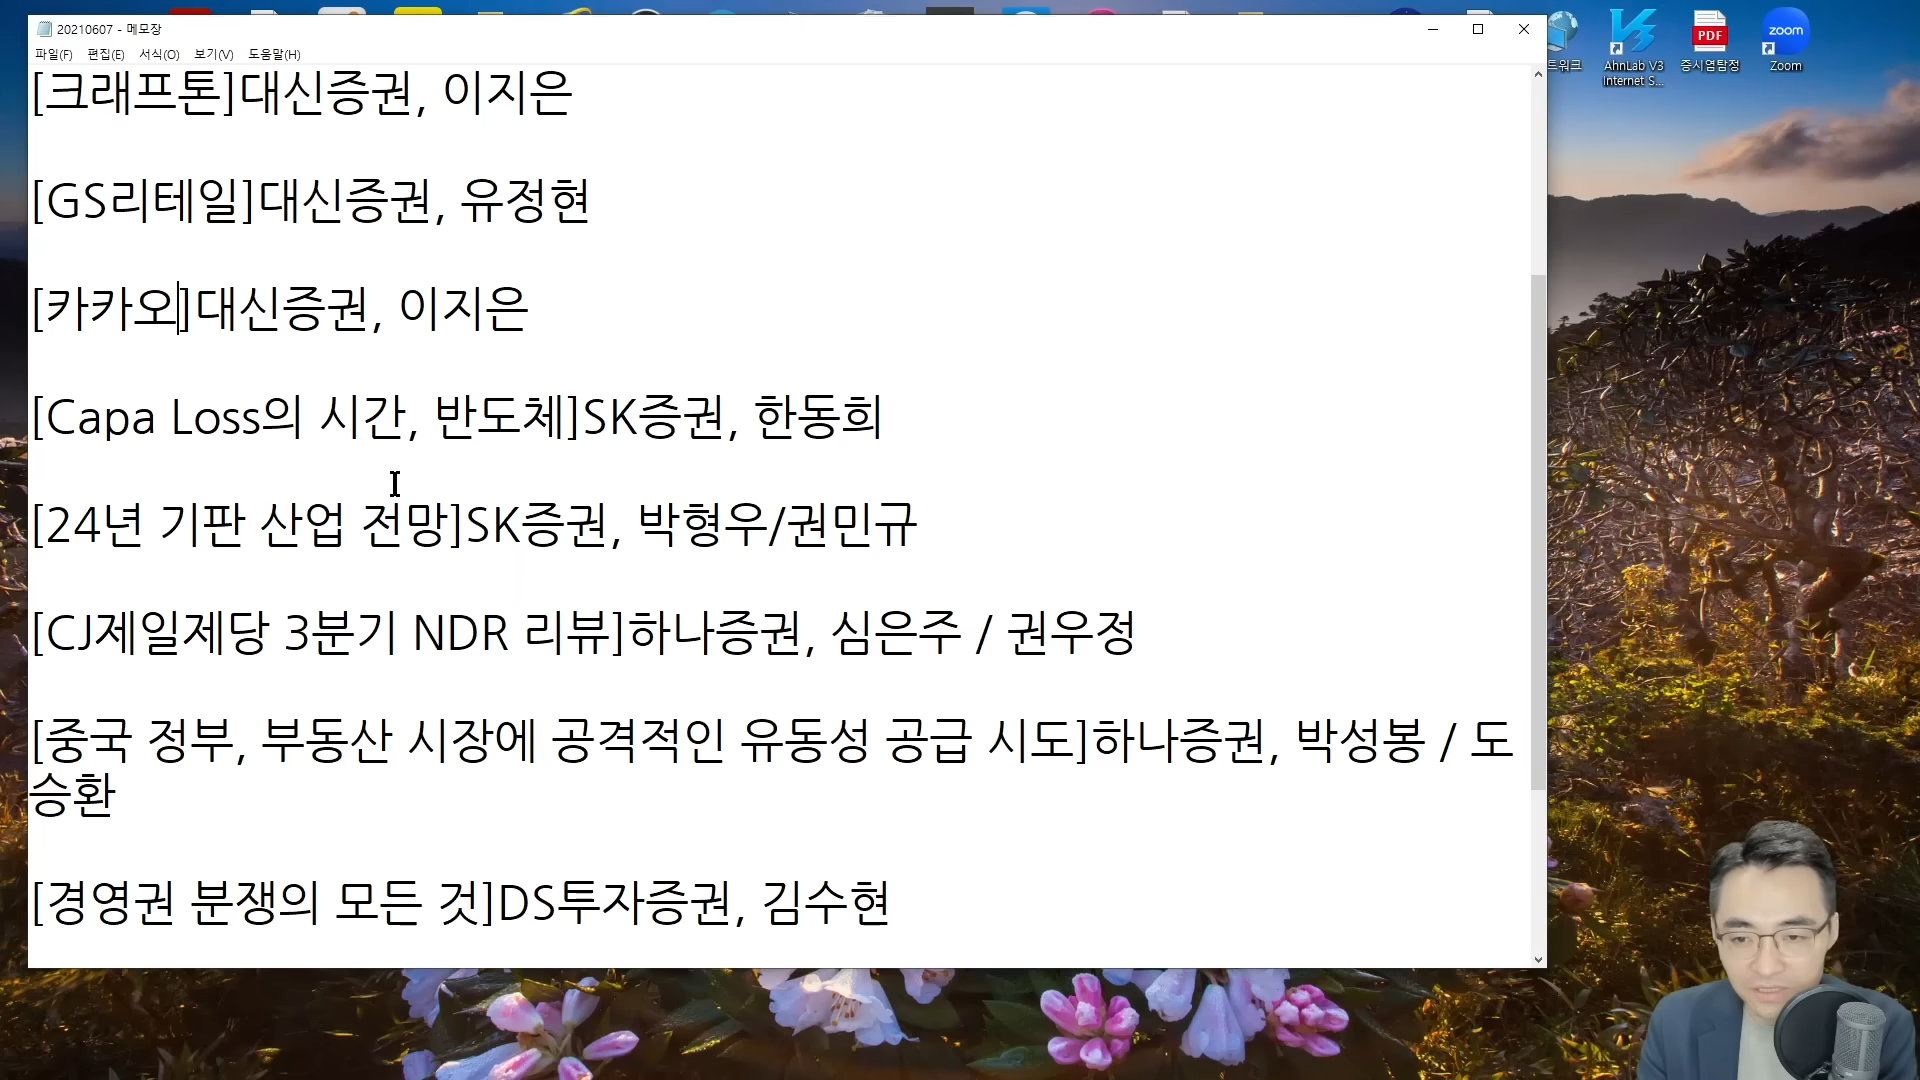 20210607 - 메모장
파일(F) 편집(E) 서식(O) 보기(V) 도움말(H)
[크래프톤]대신증권, 이지은
[GS리테일]대신증권, 유정현
[카카오]대신증권, 이지은
[Capa Loss의 시간, 반도체]SK증권, 한동희
[24년 기판 산업 전망]SK증권, 박형우/권민규
[CJ제일제당 3분기 NDR 리뷰]하나증권, 심은주 / 권우정
[중국 정부, 부동산 시장에 공격적인 유동성 공급 시도]하나증권, 박성봉 / 도
승환
[경영권 분쟁의 모든 것]DS투자증권, 김수현
트워크
AhnLab V3
Internet S...
PDF
증시염탐정
zoom
Zoom